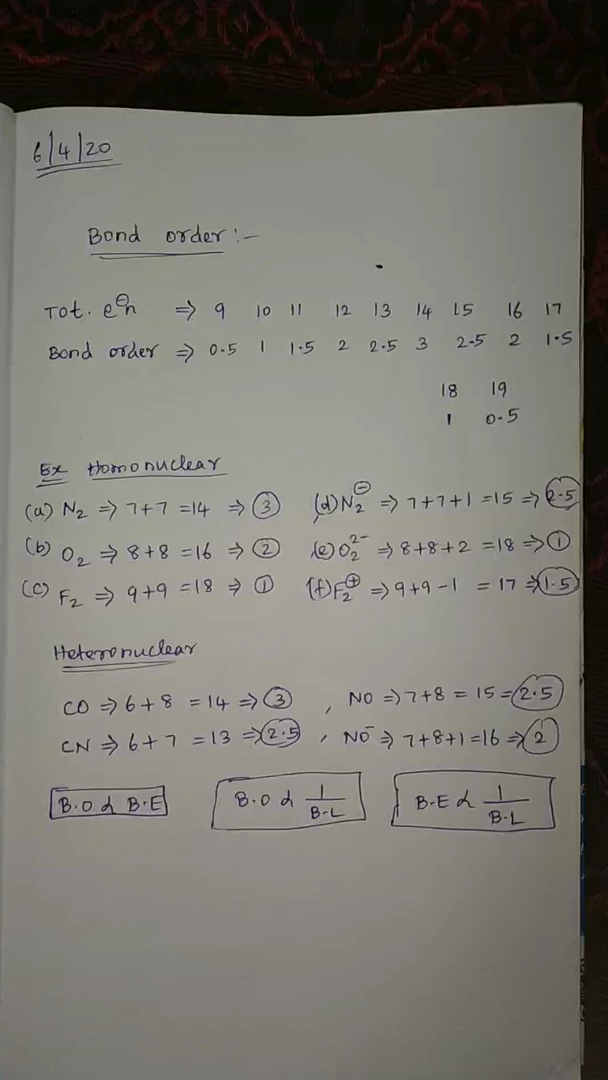 6/4/20
Bond order:-
Tot. e⊖n ⇒ 9 10 11 12 13 14 15 16 17
Bond order ⇒ 0.5 1 1.5 2 2.5 3 2.5 2 1.5
18 19
1 0.5
Ex Homonuclear
(a) N₂ ⇒ 7+7 =14 ⇒ ③ (d) N₂⊖ ⇒ 7+7+1 =15 ⇒ 2.5
(b) O₂ ⇒ 8+8 =16 ⇒ ② (e) O₂²⁻ ⇒ 8+8+2 =18 ⇒ ①
(c) F₂ ⇒ 9+9 =18 ⇒ ① (f) F₂⊕ ⇒ 9+9-1 = 17 ⇒ 1.5
Heteronuclear
CO ⇒ 6+8 =14 ⇒ ③ , NO ⇒ 7+8 = 15 = 2.5
CN ⇒ 6+7 =13 ⇒ 2.5 , NO⁻ ⇒ 7+8+1 =16 ⇒ 2
B.O ∝ B.E B.O ∝ 1/B.L B.E ∝ 1/B.L